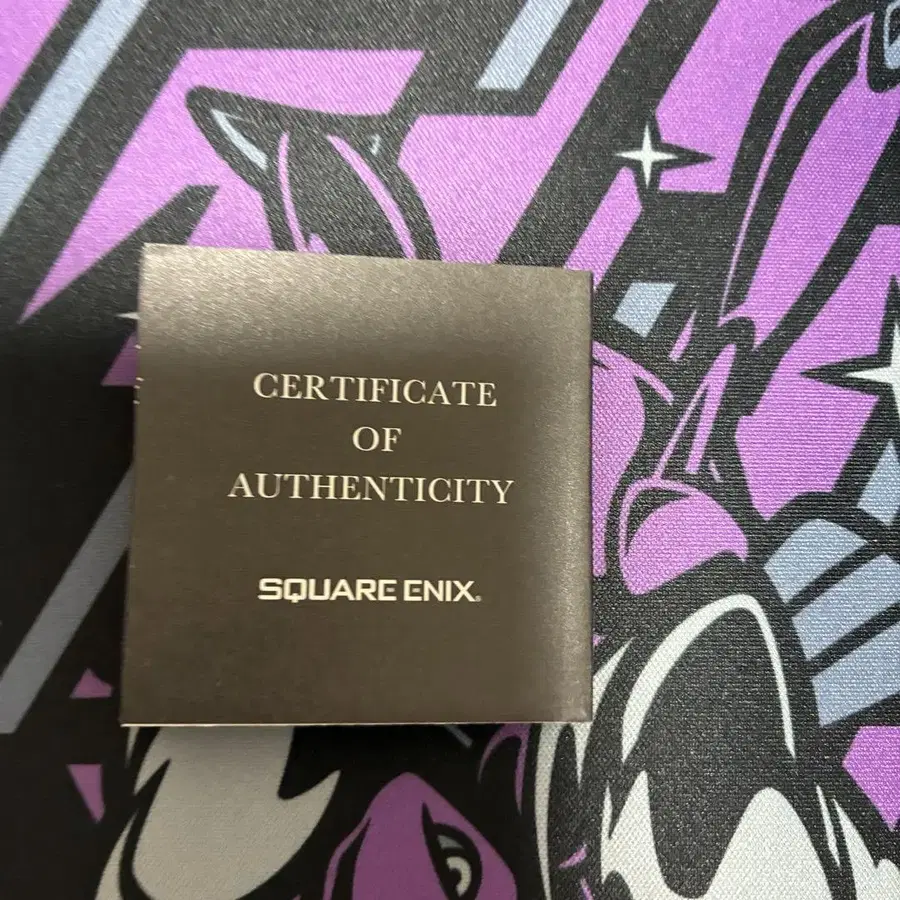 CERTIFICATE
OF
AUTHENTICITY
SQUARE ENIX®